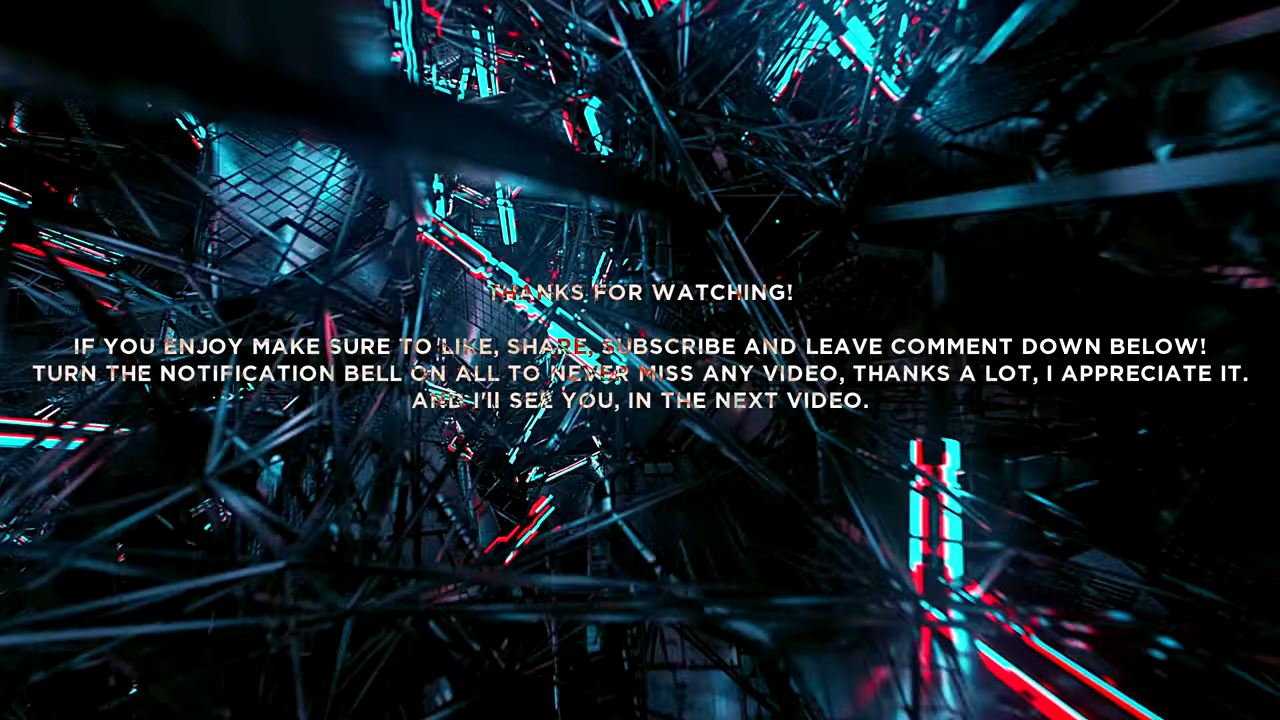 THANKS FOR WATCHING!
IF YOU ENJOY MAKE SURE TO LIKE, SHARE, SUBSCRIBE AND LEAVE COMMENT DOWN BELOW!
TURN THE NOTIFICATION BELL ON ALL TO NEVER MISS ANY VIDEO, THANKS A LOT, I APPRECIATE IT.
AND I'll SEE YOU, IN THE NEXT VIDEO.